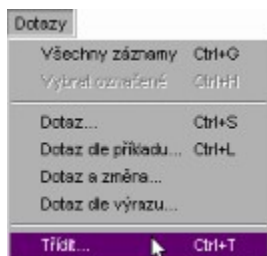 Dotazy
Všechny záznamy Ctrl+G
Vybrat označené Ctrl+H
Dotaz... Ctrl+S
Dotaz dle příkladu... Ctrl+L
Dotaz a změna...
Dotaz dle výrazu...
Třídit... Ctrl+T